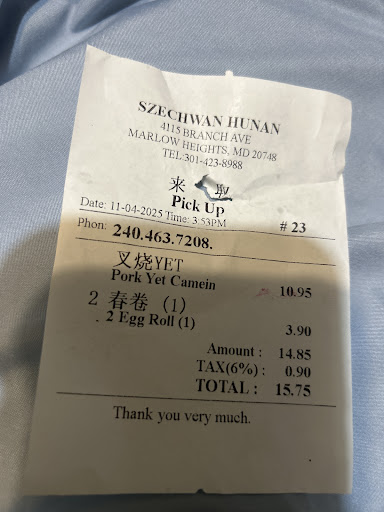 SZECHWAN HUNAN
4115 BRANCH AVE
MARLOW HEIGHTS, MD 20748
TEL:301-423-8988
来 取
Pick Up
Date: 11-04-2025 Time: 3:53PM # 23
Phon: 240.463.7208.
叉烧YET
Pork Yet Camein 10.95
2 春卷 (1)
. 2 Egg Roll (1) 3.90
Amount : 14.85
TAX(6%) : 0.90
TOTAL : 15.75
Thank you very much.